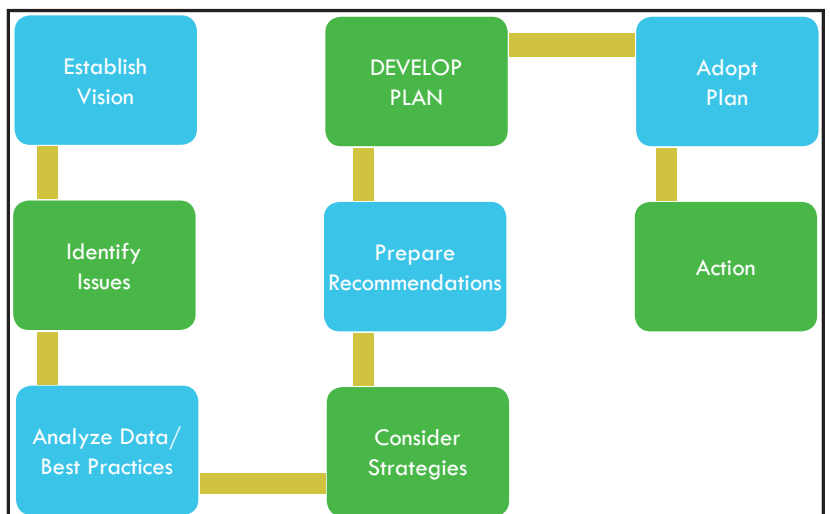 Establish
Vision
Identify
Issues
Analyze Data/
Best Practices
Consider
Strategies
Prepare
Recommendations
DEVELOP
PLAN
Adopt
Plan
Action